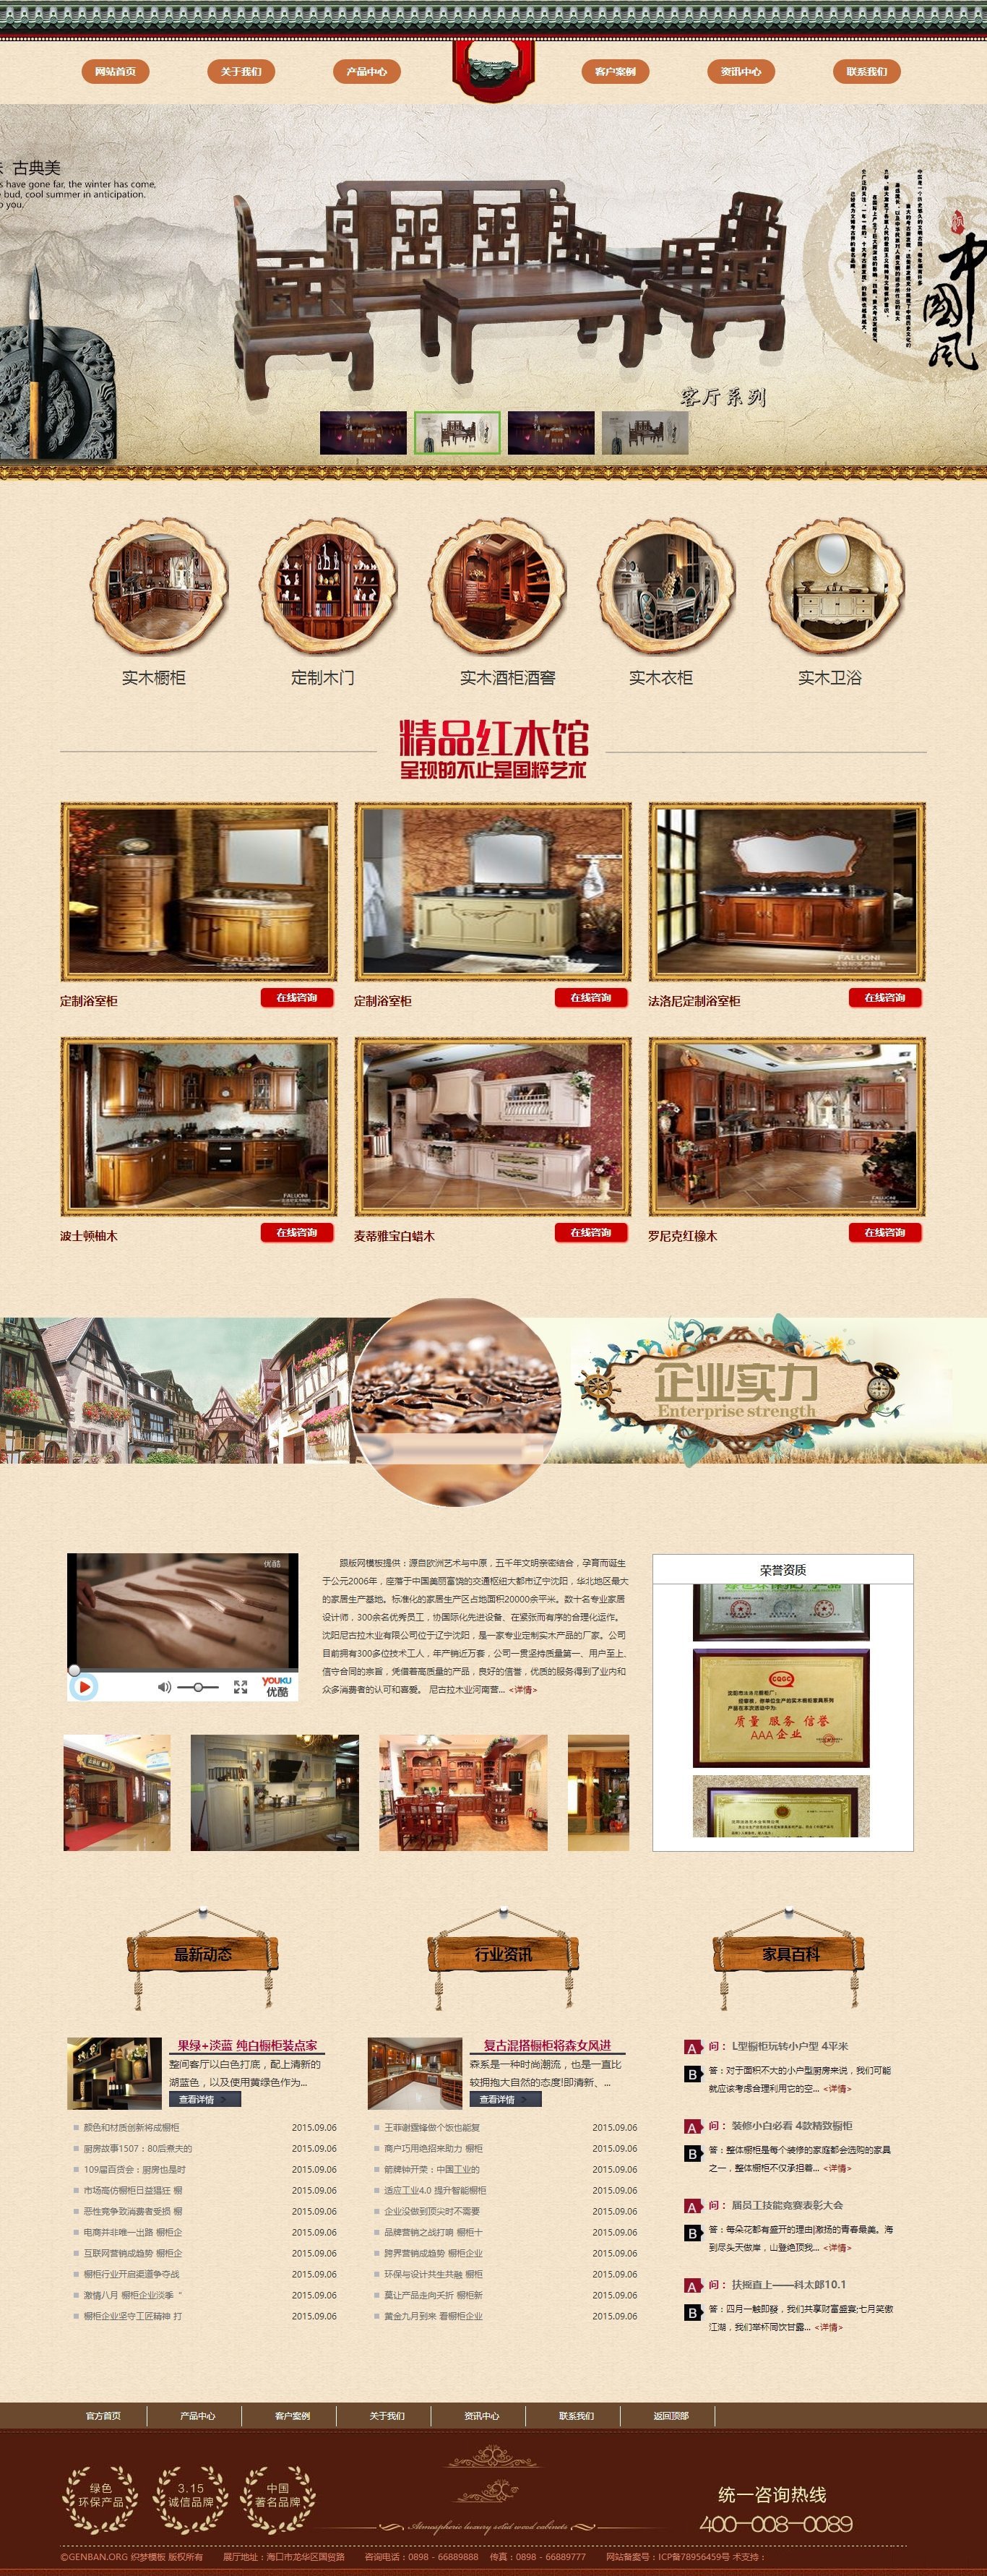 网站首页
关于我们
产品中心
客户案例
资讯中心
联系我们
古典美
s have gone far, the winter has come,
bud, cool summer in anticipation.
o you,
中國風
客厅系列
实木橱柜
定制木门
实木酒柜酒窖
实木衣柜
实木卫浴
精品红木馆
呈现的不止是国粹艺术
FALUONI
FALUONI
定制浴室柜
在线咨询
定制浴室柜
在线咨询
法洛尼定制浴室柜
在线咨询
FALUONI
FALUONI
FALUONI
波士顿柚木
在线咨询
麦蒂雅宝白蜡木
在线咨询
罗尼克红橡木
在线咨询
企业实力
Enterprise strength
优酷
YOUKU
优酷
跟版网模板提供：源自欧洲艺术与中原，五千年文明亲密结合，孕育而诞生
于公元2006年，座落于中国美丽富饶的交通枢纽大都市辽宁沈阳，华北地区最大
的家居生产基地。标准化的家居生产区占地面积20000余平米。数十名专业家居
设计师，300余名优秀员工，协国际化先进设备、在紧张而有序的合理化运作。
沈阳尼古拉木业有限公司位于辽宁沈阳，是一家专业定制实木产品的厂家。公司
目前拥有300多位技术工人，年产销近万套，公司一贯坚持质量第一、用户至上、
信守合同的宗旨，凭借着高质量的产品，良好的信誉，优质的服务得到了业内和
众多消费者的认可和喜爱。 尼古拉木业河南营... <详情>
荣誉资质
CQGC
质量 服务 信誉
AAA 企业
最新动态
行业资讯
家具百科
果绿+淡蓝 纯白橱柜装点家
整间客厅以白色打底，配上清新的
湖蓝色，以及使用黄绿色作为...
查看详情 >
颜色和材质创新将成橱柜 2015.09.06
厨房故事1507：80后煮夫的 2015.09.06
109届百货会：厨房也是时 2015.09.06
市场高仿橱柜日益猖狂 橱 2015.09.06
恶性竞争致消费者受损 橱 2015.09.06
电商并非唯一出路 橱柜企 2015.09.06
互联网营销成趋势 橱柜企 2015.09.06
橱柜行业开启渠道争夺战 2015.09.06
激情八月 橱柜企业淡季“ 2015.09.06
橱柜企业坚守工匠精神 打 2015.09.06
复古混搭橱柜将森女风进
森系是一种时尚潮流，也是一直比
较拥抱大自然的态度!即清新、...
查看详情 >
王菲谢霆锋做个饭也能复 2015.09.06
商户巧用绝招来助力 橱柜 2015.09.06
箭牌钟开荣：中国工业的 2015.09.06
适应工业4.0 提升智能橱柜 2015.09.06
企业没做到顶尖时不需要 2015.09.06
品牌营销之战打响 橱柜十 2015.09.06
跨界营销成趋势 橱柜企业 2015.09.06
环保与设计共生共融 橱柜 2015.09.06
莫让产品走向夭折 橱柜新 2015.09.06
黄金九月到来 看橱柜企业 2015.09.06
A 问： L型橱柜玩转小户型 4平米
B 答：对于面积不大的小户型厨房来说，我们可能
就应该考虑合理利用它的空... <详情>
A 问： 装修小白必看 4款精致橱柜
B 答：整体橱柜是每个装修的家庭都会选购的家具
之一，整体橱柜不仅承担着... <详情>
A 问： 届员工技能竞赛表彰大会
B 答：每朵花都有盛开的理由|激扬的青春最美。海
到尽头天做岸，山登绝顶我... <详情>
A 问： 扶摇直上——科太郎10.1
B 答：四月一触即發，我们共享财富盛宴;七月笑傲
江湖，我们举杯同饮甘露... <详情>
官方首页
产品中心
客户案例
关于我们
资讯中心
联系我们
返回顶部
绿色
环保产品
3.15
诚信品牌
中国
著名品牌
Atmospheric luxury solid wood cabinets
统一咨询热线
400-008-0089
©GENBAN.ORG 织梦模板 版权所有 展厅地址：海口市龙华区国贸路 咨询电话：0898 - 66889888 传真：0898 - 66889777 网站备案号：ICP备78956459号 术支持：